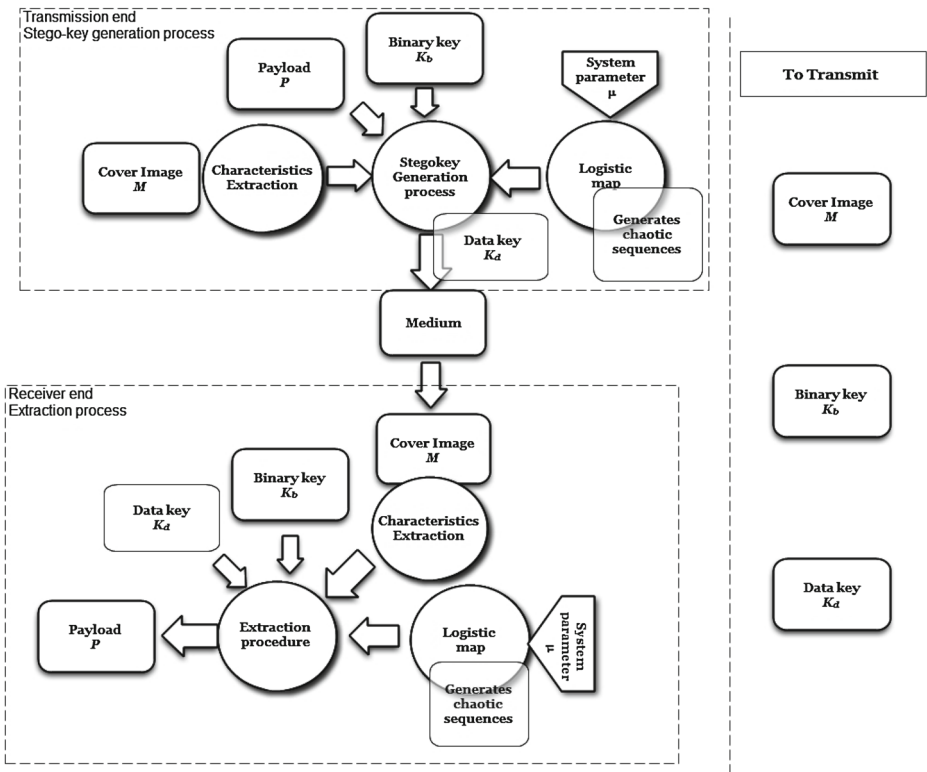 Transmission end
Stego-key generation process
Payload
P
Binary key
Kb
System
parameter
μ
Cover Image
M
Characteristics
Extraction
Stegokey
Generation
process
Logistic
map
Generates
chaotic
sequences
Data key
Kd
Medium
Receiver end
Extraction process
Cover Image
M
Characteristics
Extraction
Binary key
Kb
Data key
Kd
Payload
P
Extraction
procedure
Logistic
map
System
parameter
μ
Generates
chaotic
sequences
To Transmit
Cover Image
M
Binary key
Kb
Data key
Kd